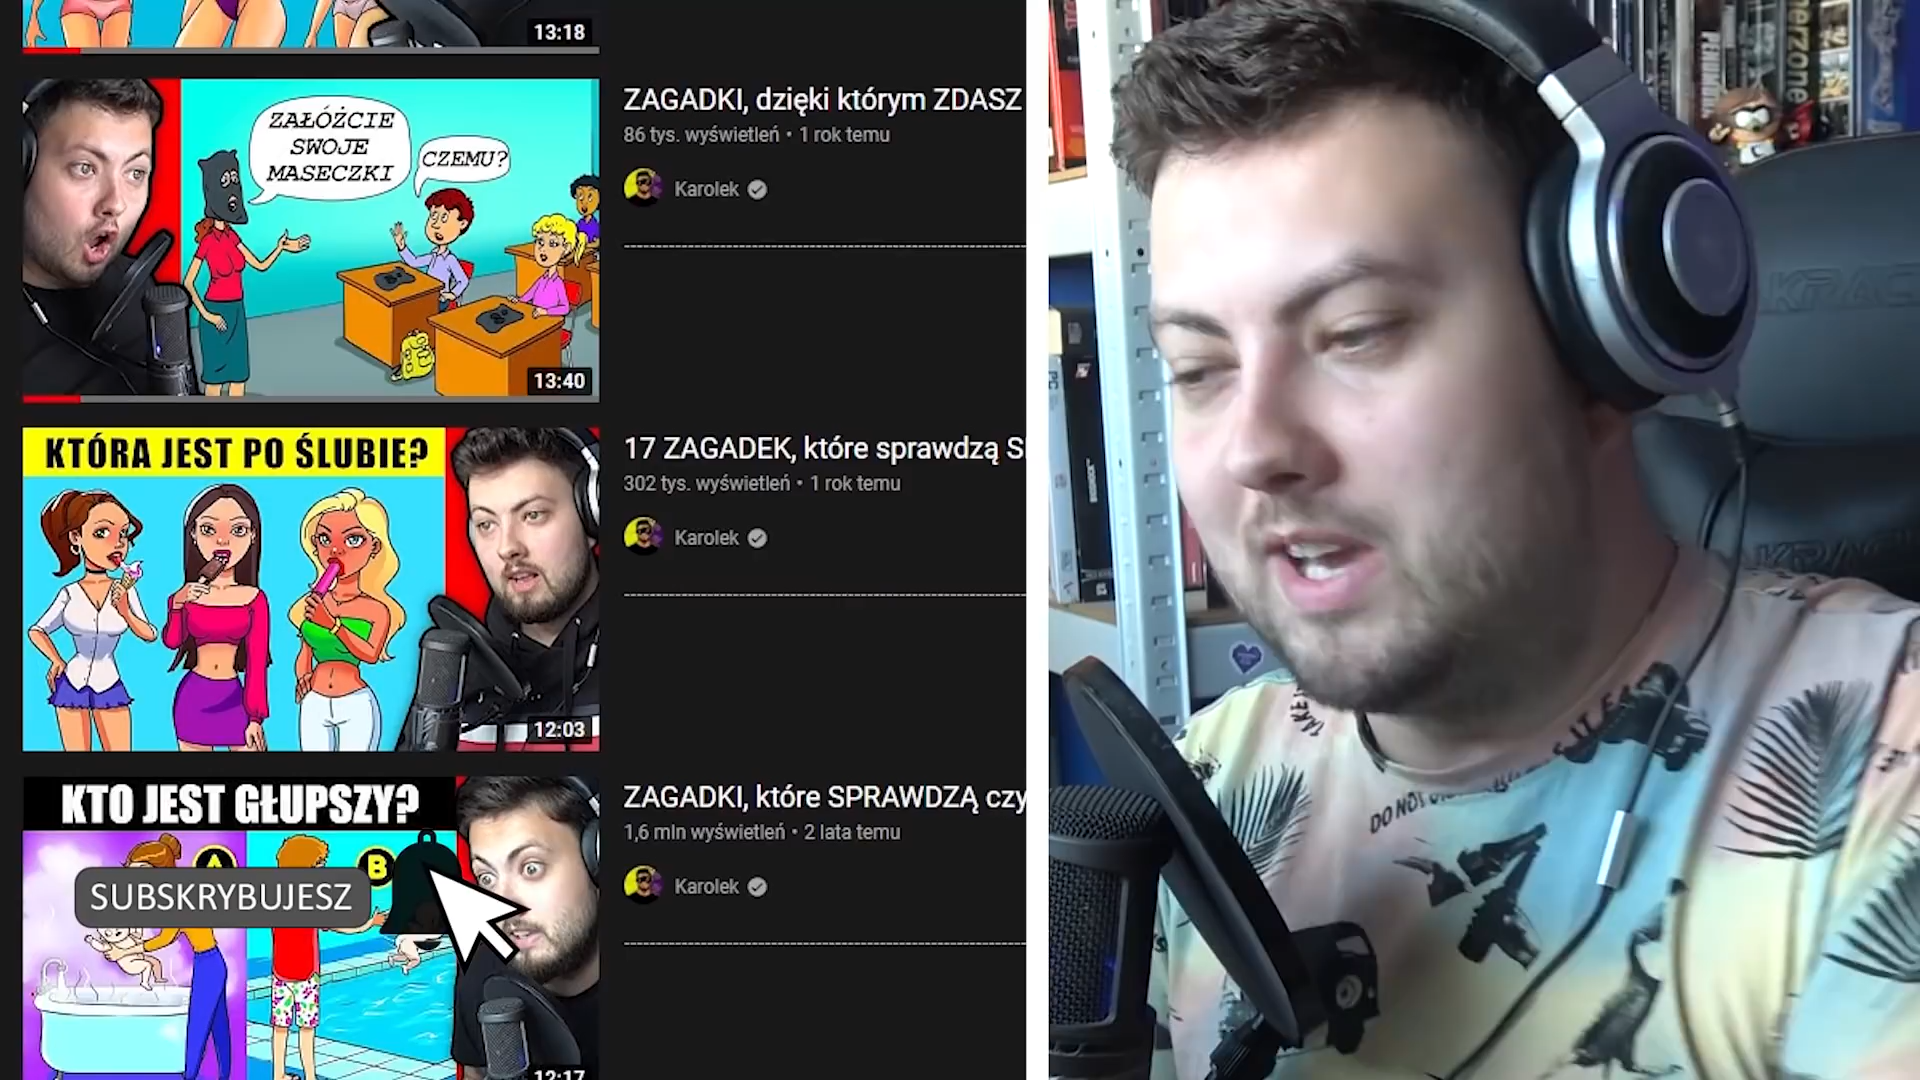 13:18
ZAŁÓŻCIE
SWOJE
MASECZKI
CZEMU?
13:40
ZAGADKI, dzięki którym ZDASZ
86 tys. wyświetleń • 1 rok temu
Karolek
KTÓRA JEST PO ŚLUBIE?
12:03
17 ZAGADEK, które sprawdzą
302 tys. wyświetleń • 1 rok temu
Karolek
KTO JEST GŁUPSZY?
A
B
SUBSKRYBUJESZ
12:17
ZAGADKI, które SPRAWDZĄ czy
1,6 mln wyświetleń • 2 lata temu
Karolek
DO NOT